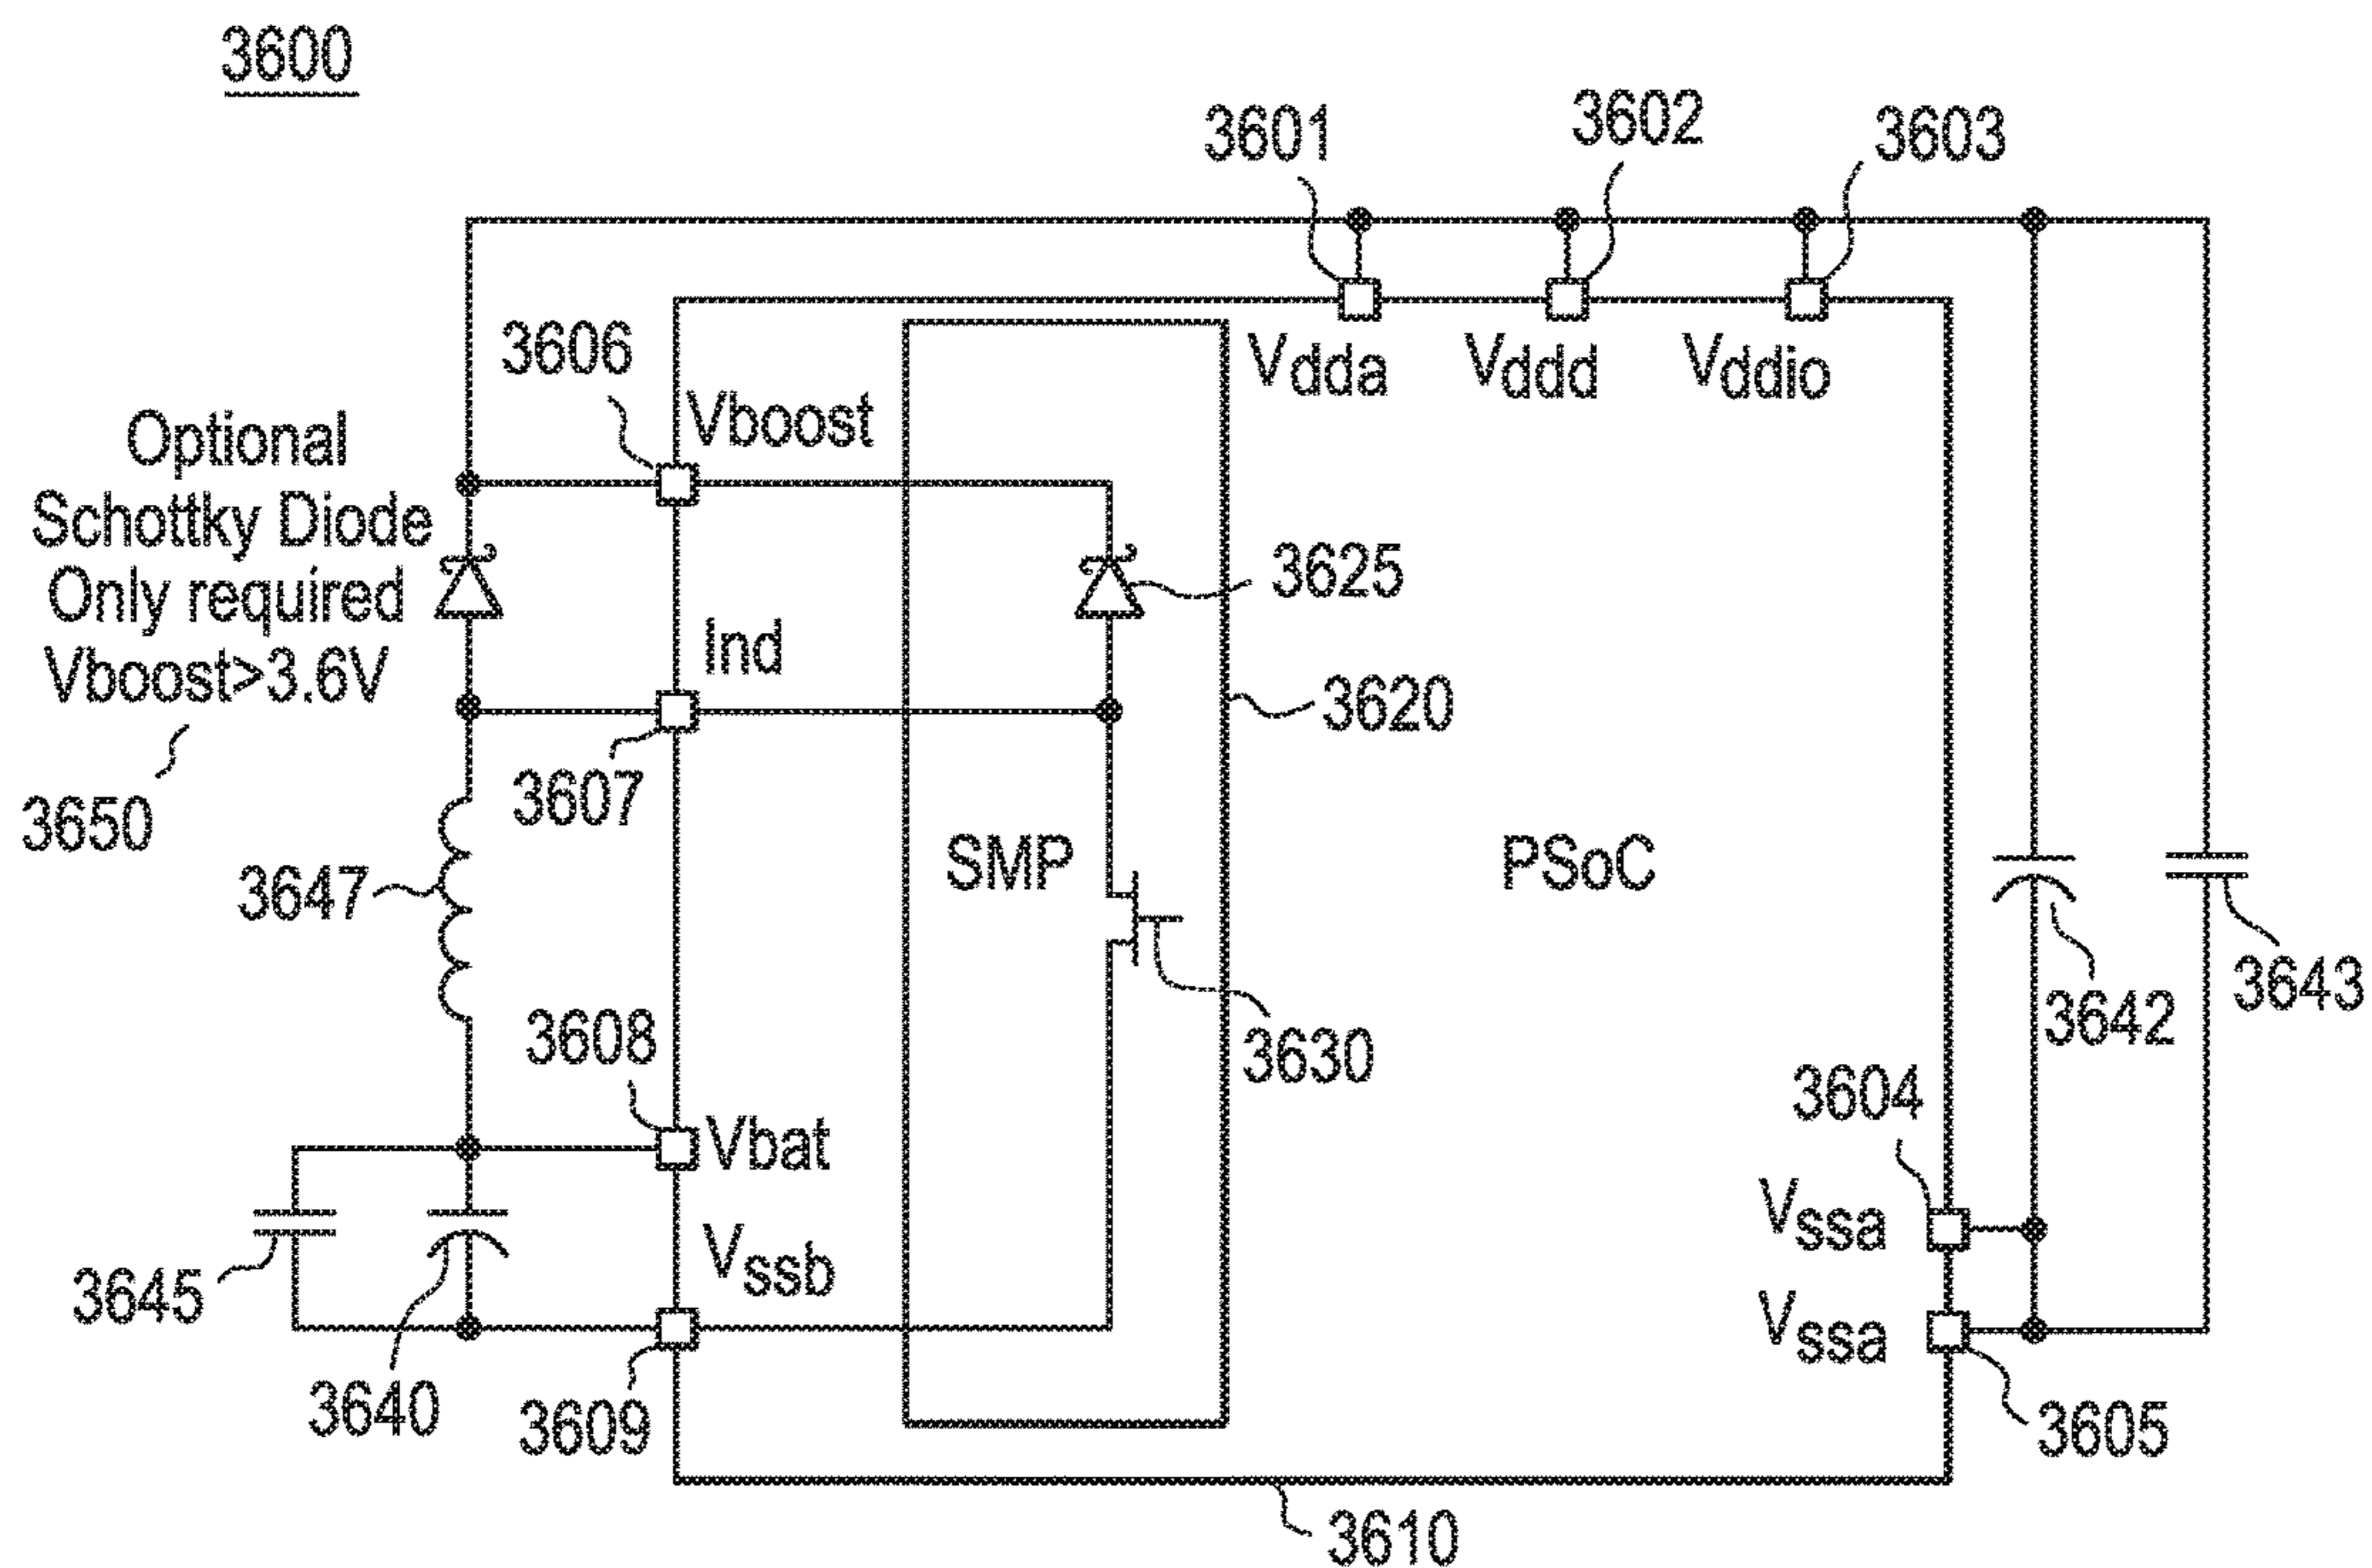 3600
3601
3602
3603
3606
Vboost
Vdda
Vddd
Vddio
Optional
Schottky Diode
Only required
Vboost>3.6V
3650
3625
Ind
3620
3607
3647
SMP
PSoC
3608
3630
3642
3643
Vbat
3604
Vssa
Vssb
3645
3640
3609
Vssa
3605
3610